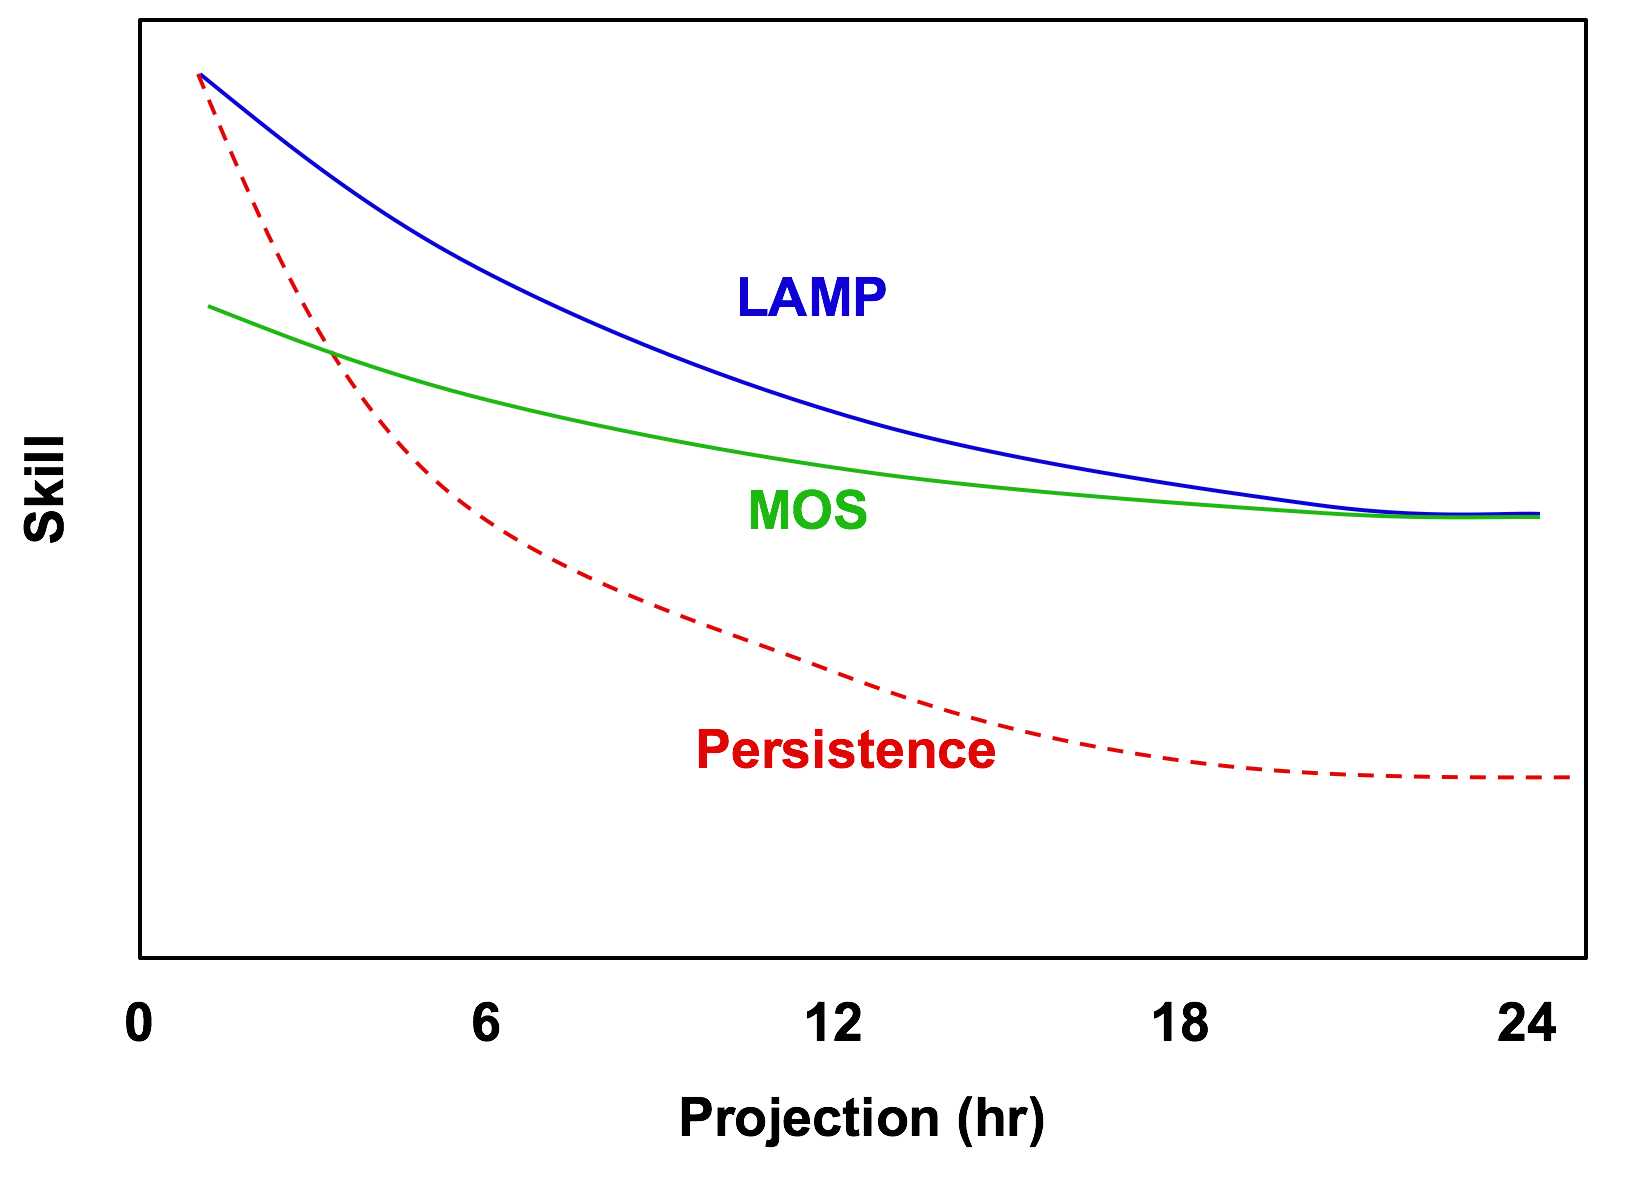 LAMP
MOS
Persistence
Skill
0 6 12 18 24
Projection (hr)